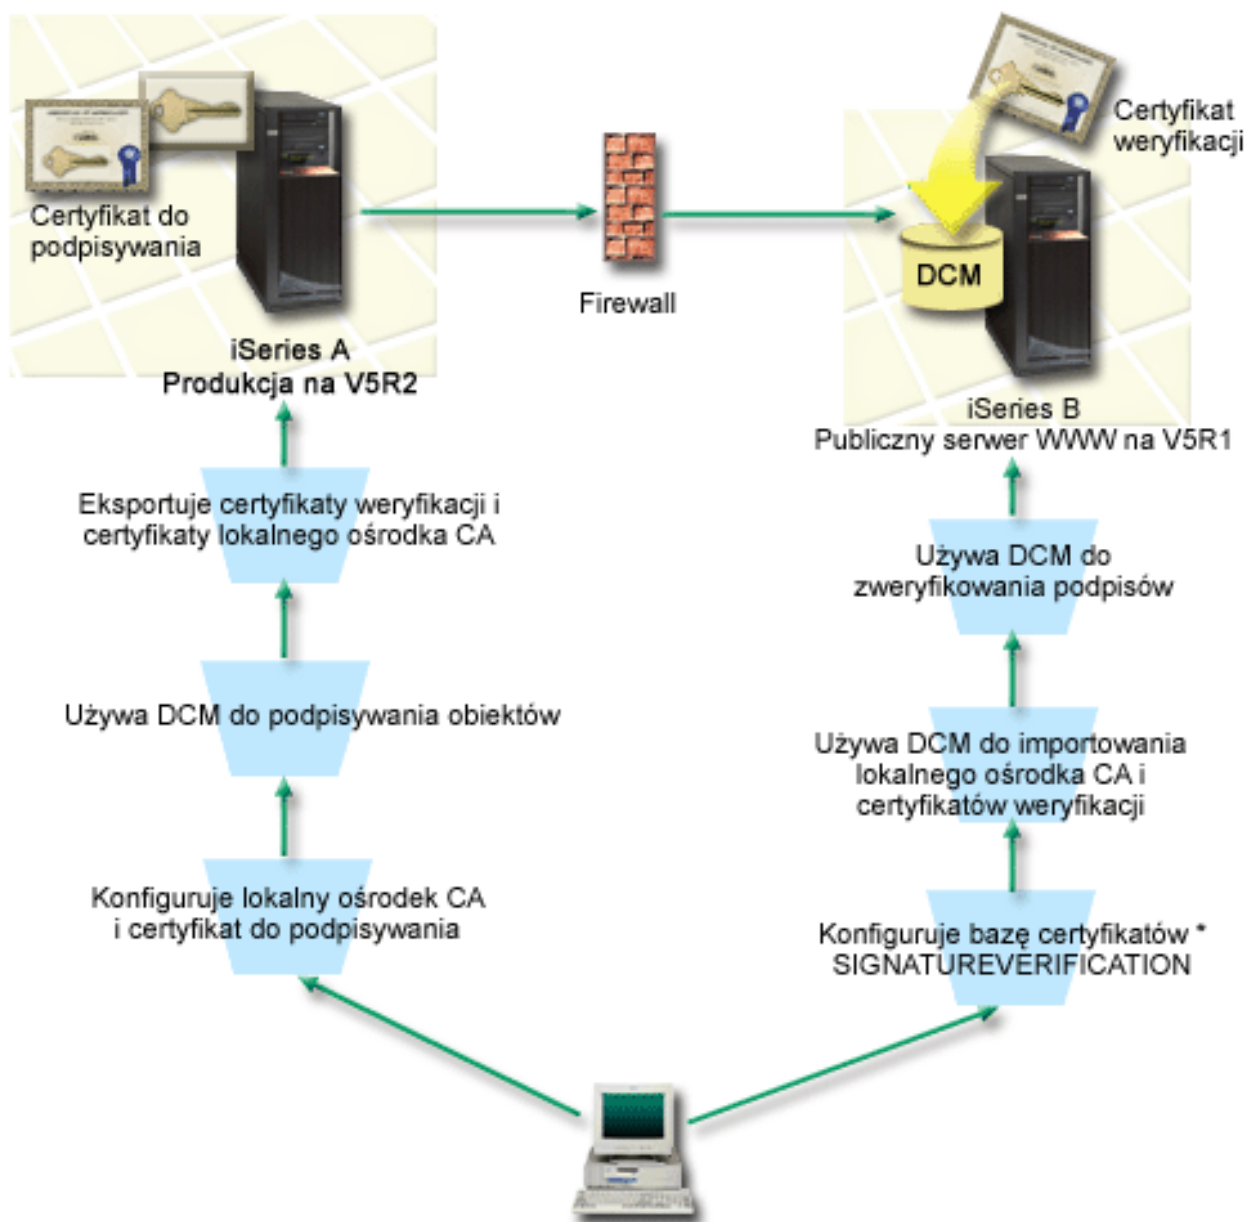 Certyfikat do
podpisywania
Certyfikat
weryfikacji
DCM
Firewall
iSeries A
Produkcja na V5R2
iSeries B
Publiczny serwer WWW na V5R1
Eksportuje certyfikaty weryfikacji i
certyfikaty lokalnego ośrodka CA
Używa DCM do podpisywania obiektów
Konfiguruje lokalny ośrodek CA
i certyfikat do podpisywania
Używa DCM do
zweryfikowania podpisów
Używa DCM do importowania
lokalnego ośrodka CA i
certyfikatów weryfikacji
Konfiguruje bazę certyfikatów *
SIGNATUREVERIFICATION